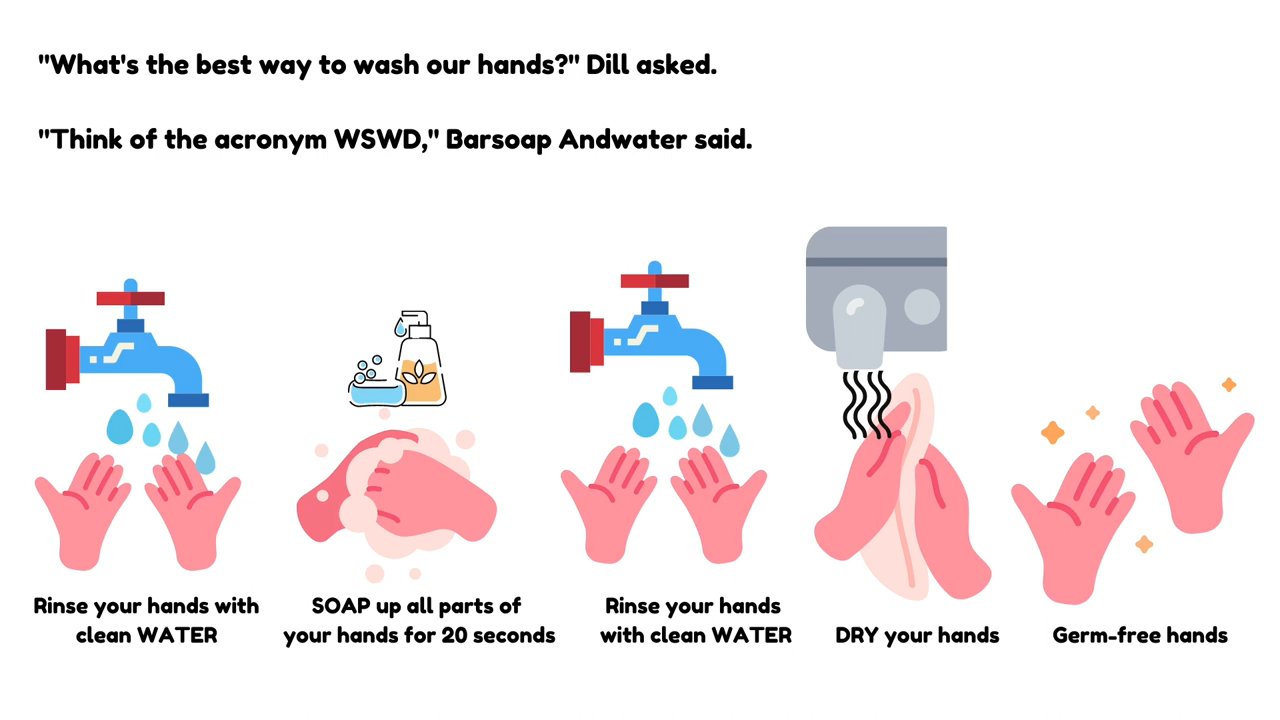 "What's the best way to wash our hands?" Dill asked.
"Think of the acronym WSWD," Barsoap Andwater said.
Rinse your hands with
clean WATER
SOAP up all parts of
your hands for 20 seconds
Rinse your hands
with clean WATER
DRY your hands
Germ-free hands